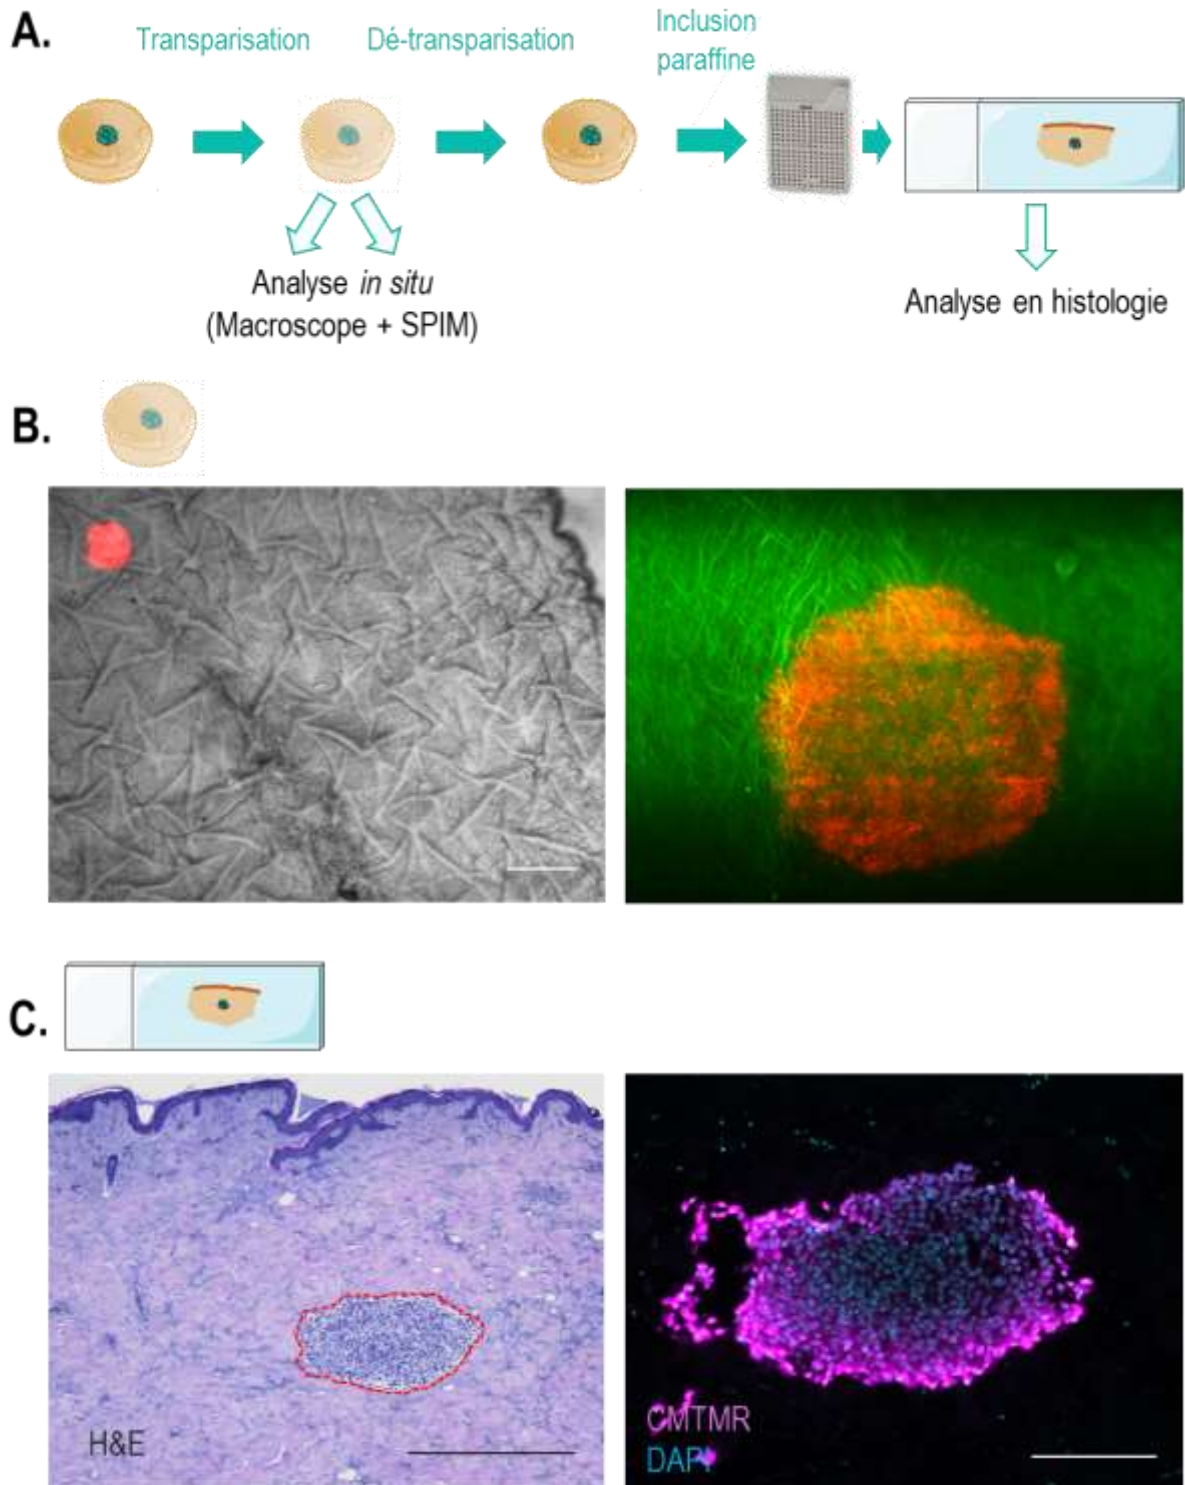 A.
Transparisation
Dé-transparisation
Inclusion
paraffine
Analyse in situ
(Macroscope + SPIM)
Analyse en histologie
B.
C.
H&E
CMTMR
DAPI